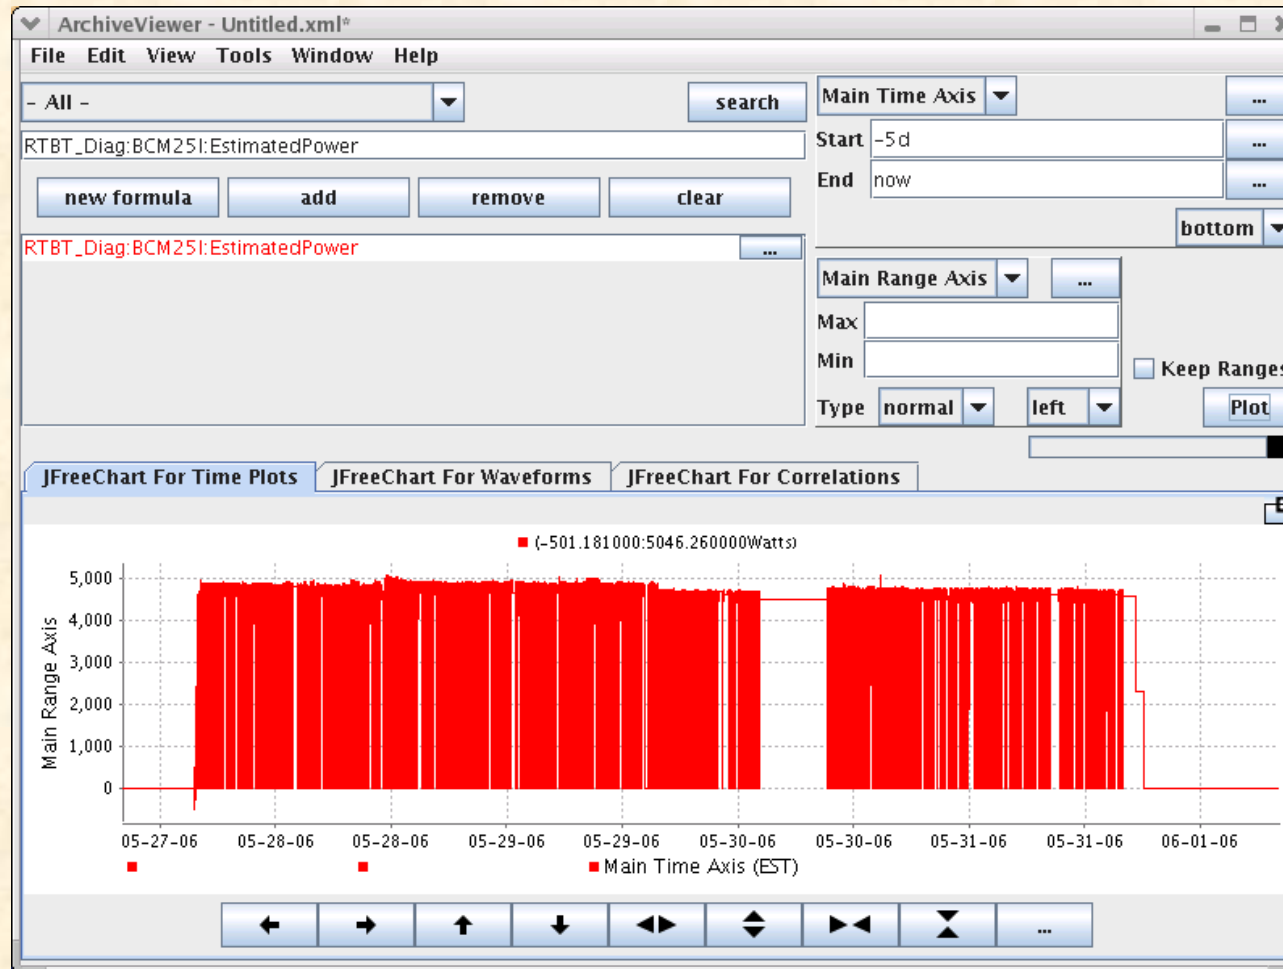 ArchiveViewer - Untitled.xml*
File Edit View Tools Window Help
- All -
search
RTBT_Diag:BCM25I:EstimatedPower
new formula add remove clear
RTBT_Diag:BCM25I:EstimatedPower ...
Main Time Axis ...
Start -5d ...
End now ...
bottom
Main Range Axis ...
Max
Min
Keep Ranges
Type normal left Plot
JFreeChart For Time Plots JFreeChart For Waveforms JFreeChart For Correlations
(-501.181000:5046.260000Watts)
Main Range Axis
5,000
4,000
3,000
2,000
1,000
0
05-27-06 05-28-06 05-28-06 05-29-06 05-29-06 05-30-06 05-30-06 05-31-06 05-31-06 06-01-06
Main Time Axis (EST)
...